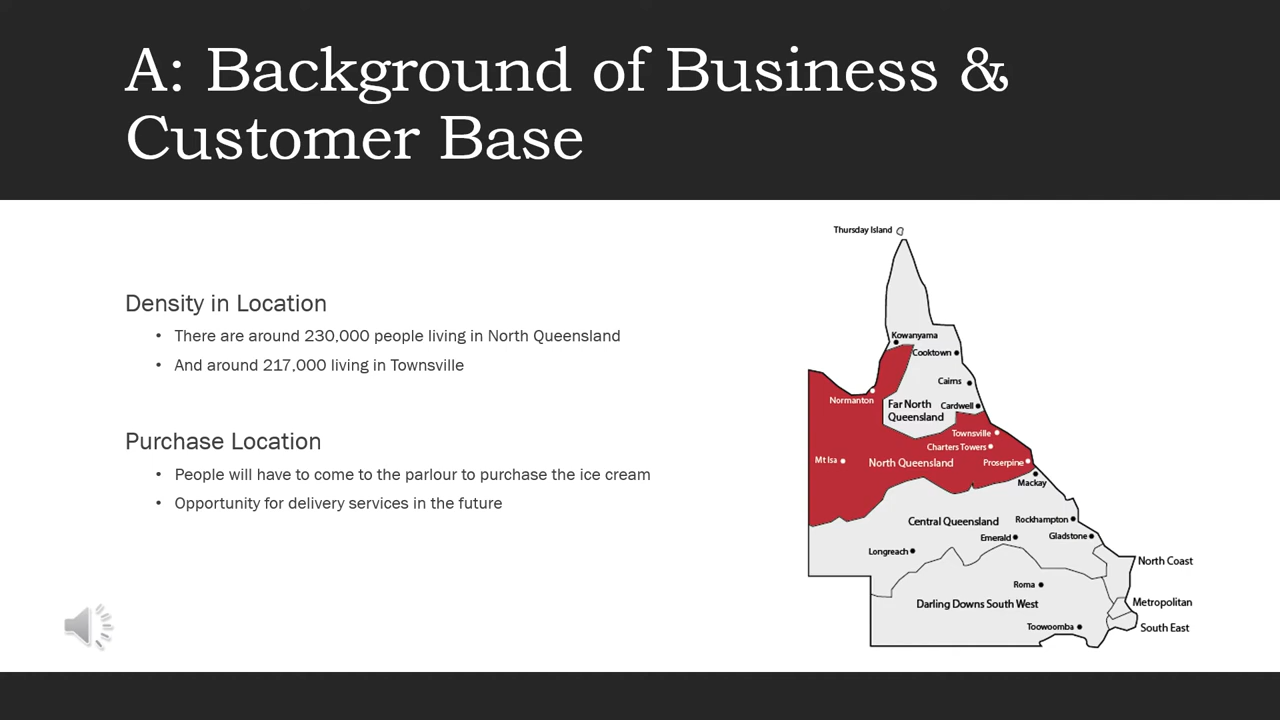 A: Background of Business &
Customer Base
Density in Location
• There are around 230,000 people living in North Queensland
• And around 217,000 living in Townsville
Purchase Location
• People will have to come to the parlour to purchase the ice cream
• Opportunity for delivery services in the future
Thursday Island
Kowanyama
Cooktown
Cairns
Normanton
Far North
Queensland
Cardwell
Townsville
Charters Towers
Mt Isa
North Queensland
Proserpine
Mackay
Central Queensland
Rockhampton
Emerald
Gladstone
Longreach
North Coast
Roma
Darling Downs South West
Metropolitan
Toowoomba
South East